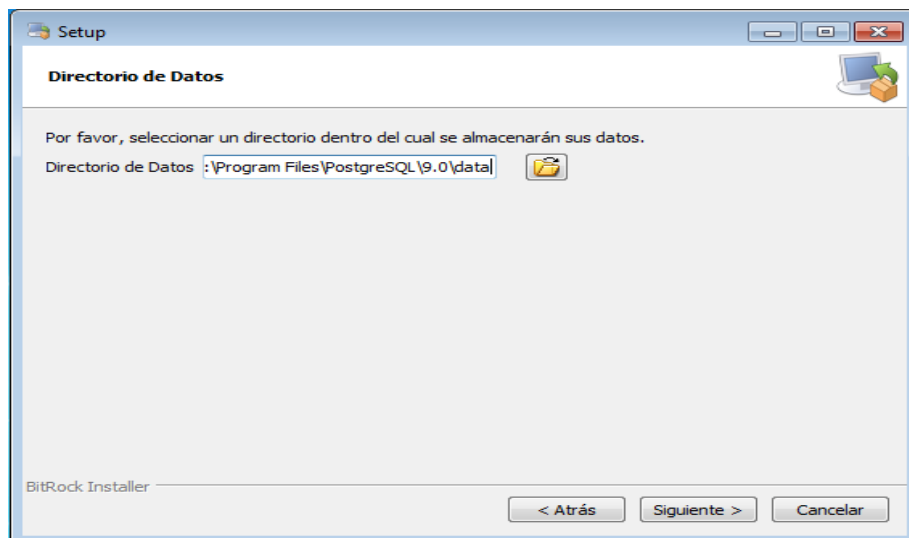 Setup
Directorio de Datos
Por favor, seleccionar un directorio dentro del cual se almacenarán sus datos.
Directorio de Datos :\Program Files\PostgreSQL\9.0\data
BitRock Installer
< Atrás Siguiente > Cancelar